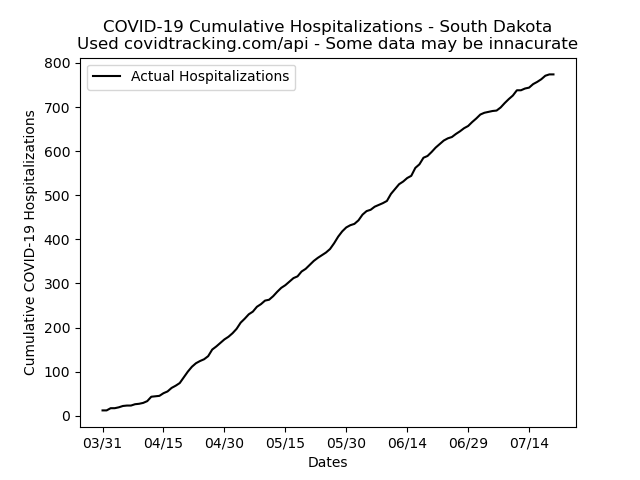 COVID-19 Cumulative Hospitalizations - South Dakota
Used covidtracking.com/api - Some data may be innacurate
Actual Hospitalizations
Cumulative COVID-19 Hospitalizations
800
700
600
500
400
300
200
100
0
03/31 04/15 04/30 05/15 05/30 06/14 06/29 07/14
Dates